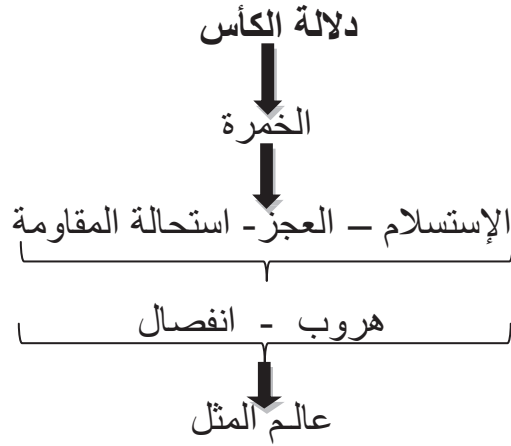 دلالة الكأس
الخمرة
الإستسلام – العجز- استحالة المقاومة
هروب - انفصال
عالم المثل